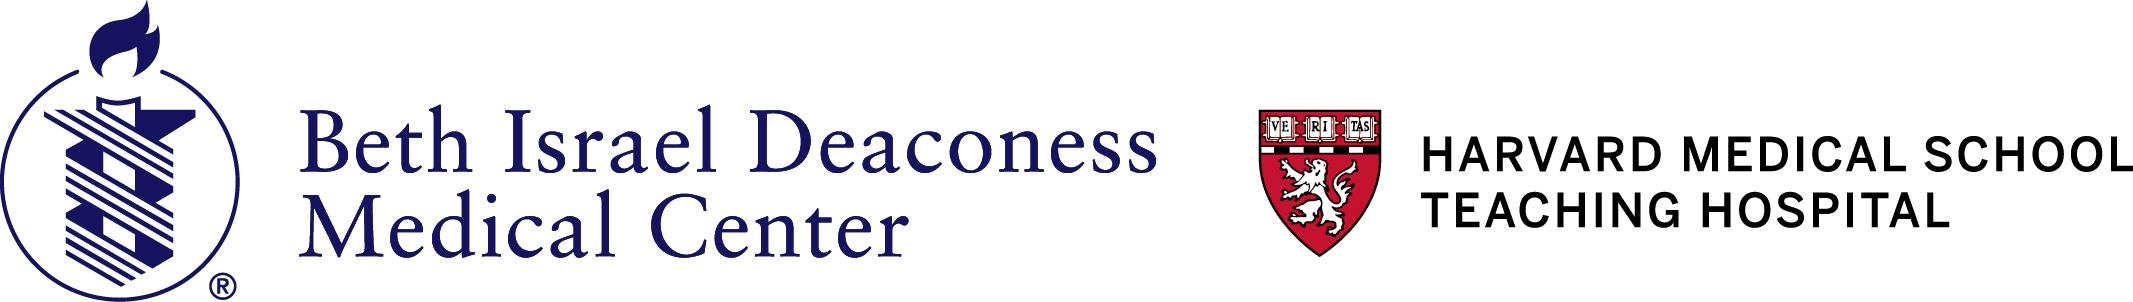 Beth Israel Deaconess
Medical Center
®
VE RI TAS
HARVARD MEDICAL SCHOOL
TEACHING HOSPITAL